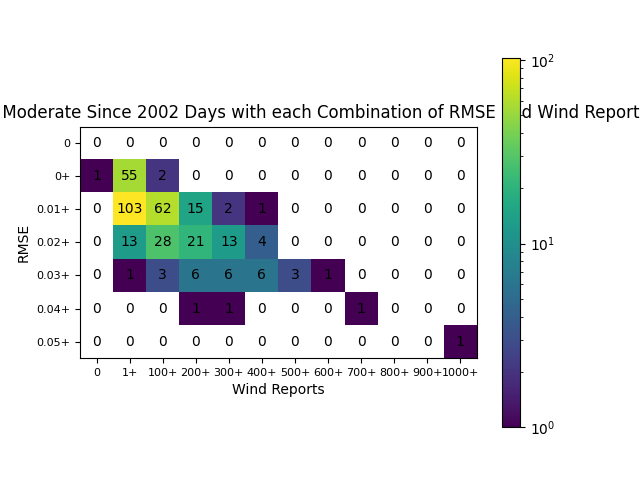 Moderate Since 2002 Days with each Combination of RMSE nd Wind Report
RMSE
0 0 0 0 0 0 0 0 0 0 0 0 0
0+ 1 55 2 0 0 0 0 0 0 0 0 0
0.01+ 0 103 62 15 2 1 0 0 0 0 0 0
0.02+ 0 13 28 21 13 4 0 0 0 0 0 0
0.03+ 0 1 3 6 6 6 3 1 0 0 0 0
0.04+ 0 0 0 1 1 0 0 0 1 0 0 0
0.05+ 0 0 0 0 0 0 0 0 0 0 0 1
0 1+ 100+ 200+ 300+ 400+ 500+ 600+ 700+ 800+ 900+ 1000+
Wind Reports
10²
10¹
10⁰